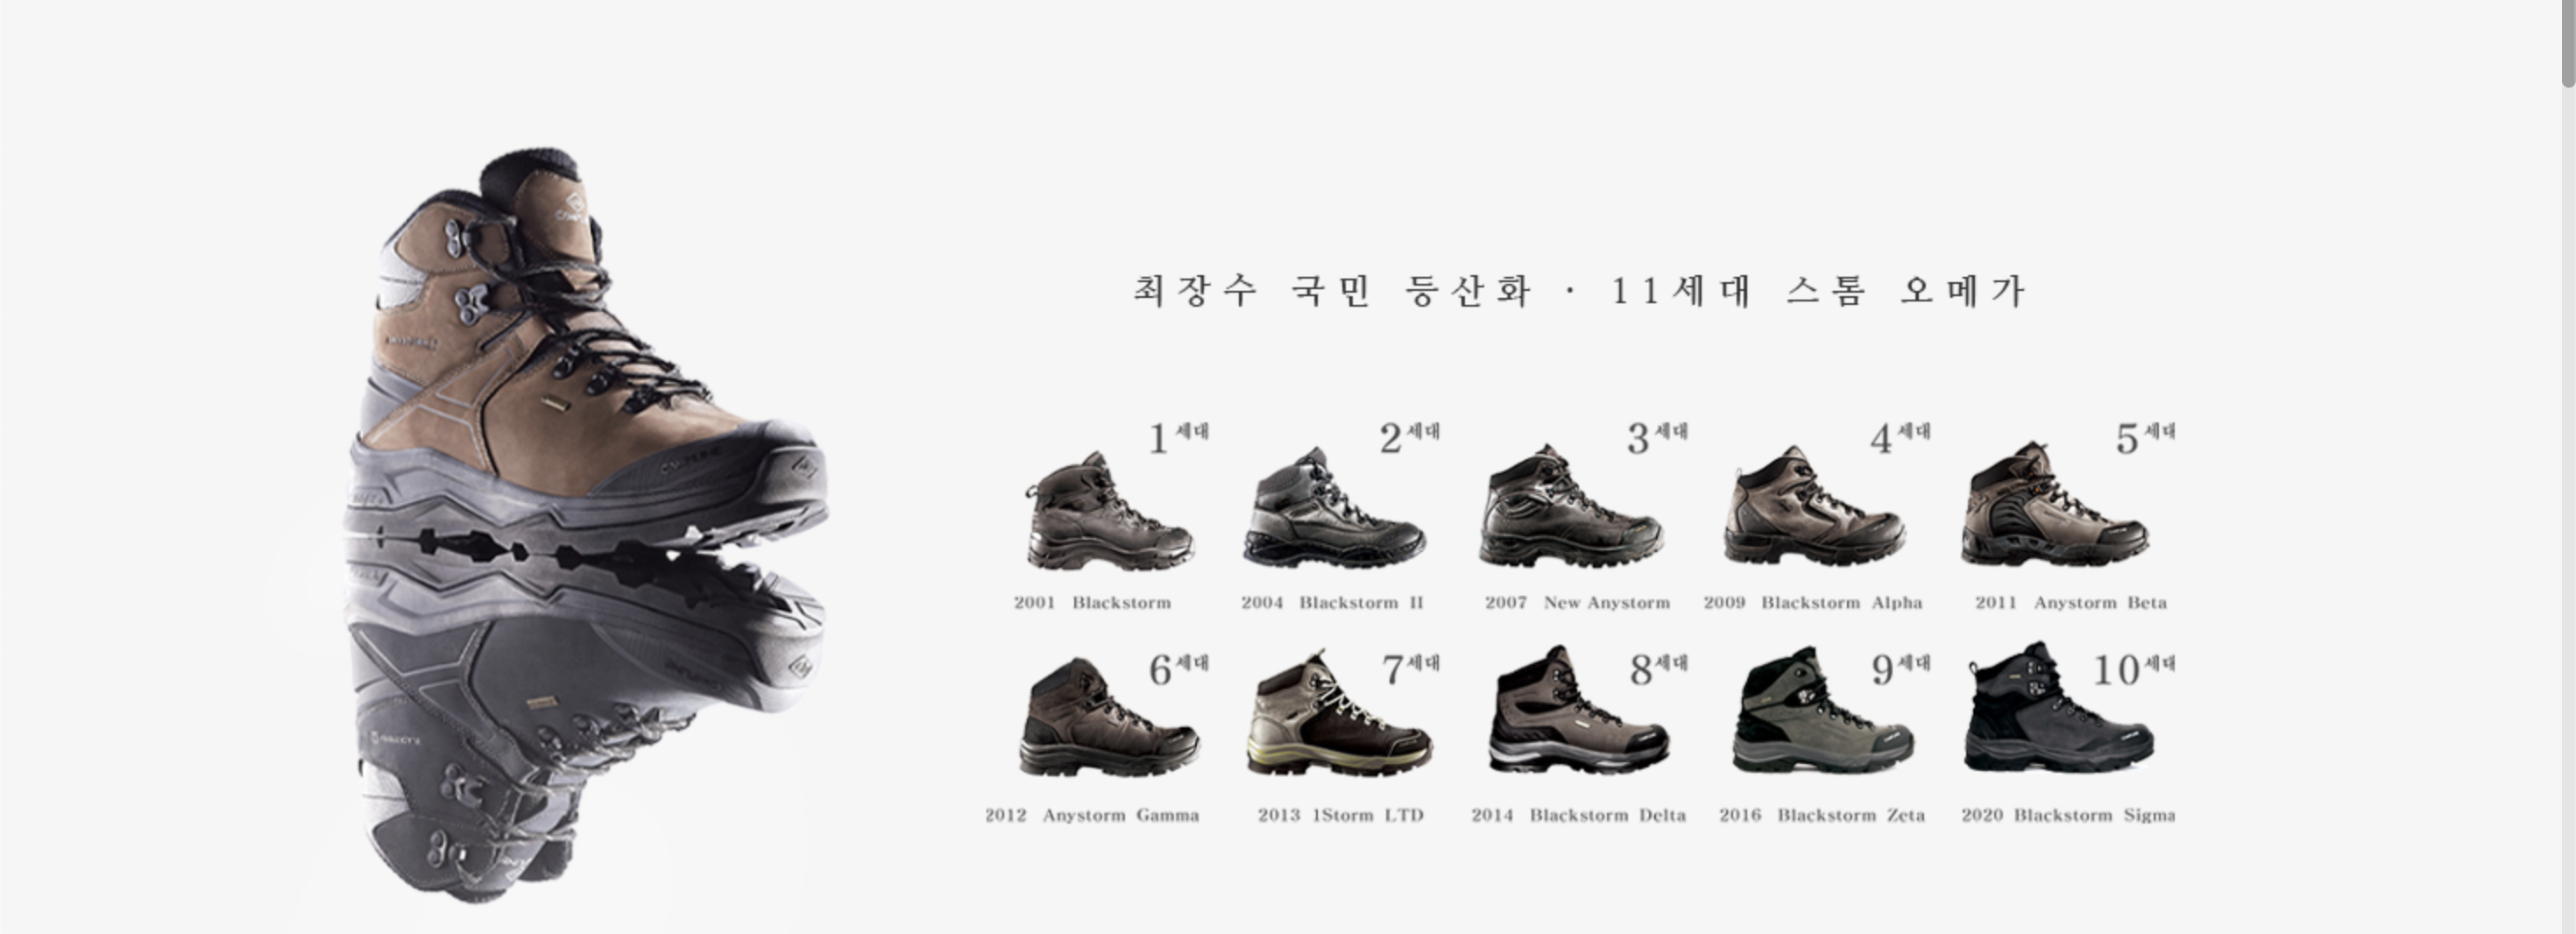 최장수 국민 등산화 · 11세대 스톰 오메가
1세대 2세대 3세대 4세대 5세대
2001 Blackstorm 2004 Blackstorm II 2007 New Anystorm 2009 Blackstorm Alpha 2011 Anystorm Beta
6세대 7세대 8세대 9세대 10세대
2012 Anystorm Gamma 2013 1Storm LTD 2014 Blackstorm Delta 2016 Blackstorm Zeta 2020 Blackstorm Sigma